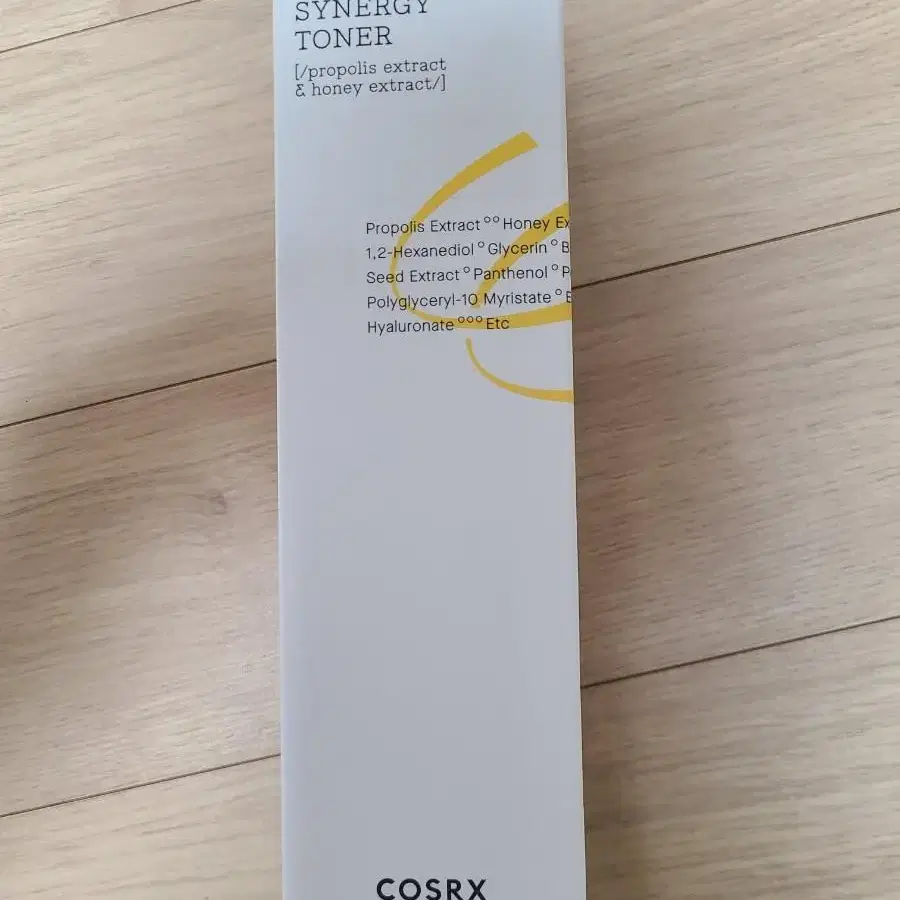 SYNERGY
TONER
[/propolis extract
& honey extract/]
Propolis Extract °° Honey
1,2-Hexanediol ° Glycerin °
Seed Extract ° Panthenol °
Polyglyceryl-10 Myristate °
Hyaluronate °°° Etc
COSRX